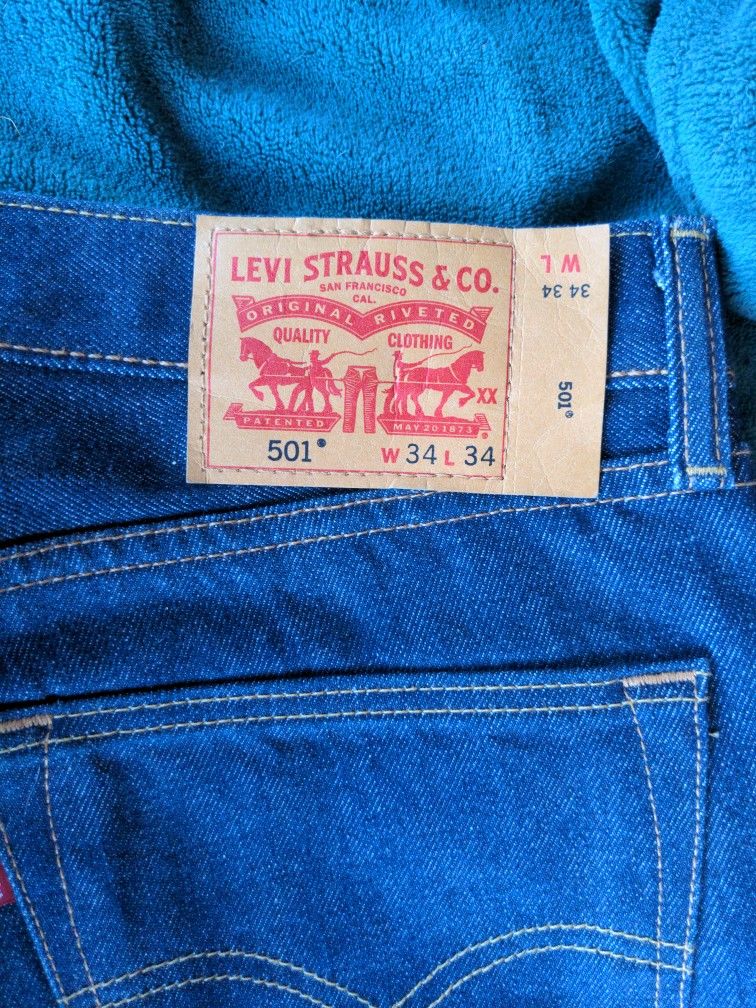 LEVI STRAUSS & CO.
SAN FRANCISCO
CAL.
ORIGINAL RIVETED
QUALITY CLOTHING
XX
PATENTED MAY 20 1873 ®
501® W 34 L 34
W L
34 34
501®